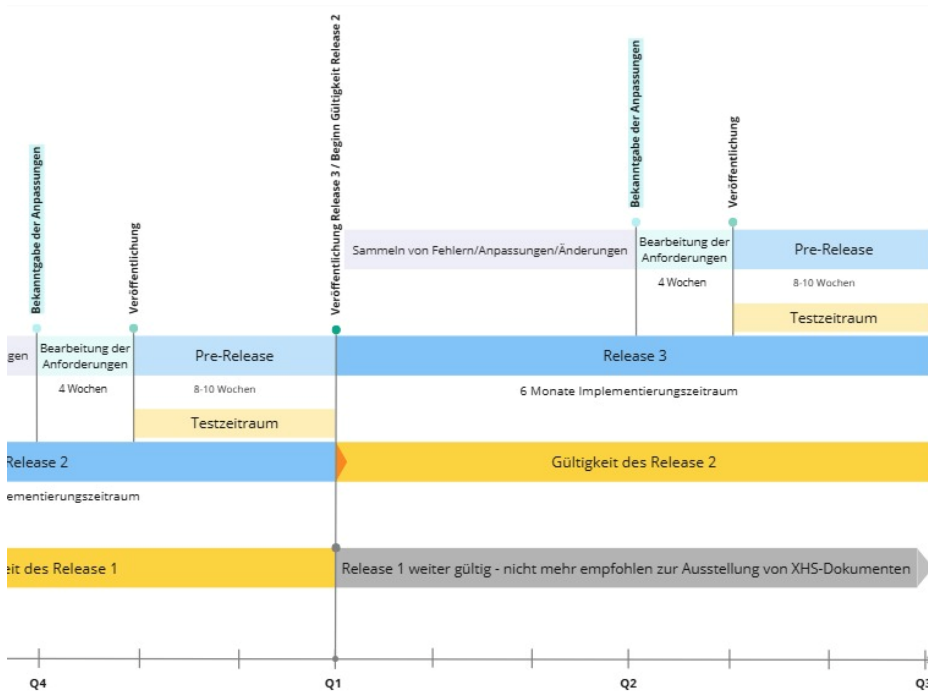 Veröffentlichung Release 3 / Beginn Gültigkeit Release 2
Bekanntgabe der Anpassungen
Veröffentlichung
Bekanntgabe der Anpassungen
Veröffentlichung
Sammeln von Fehlern/Anpassungen/Änderungen
Bearbeitung der
Anforderungen
Pre-Release
4 Wochen
8-10 Wochen
Testzeitraum
gen
Bearbeitung der
Anforderungen
Pre-Release
Release 3
4 Wochen
8-10 Wochen
6 Monate Implementierungszeitraum
Testzeitraum
Release 2
Gültigkeit des Release 2
ementierungszeitraum
eit des Release 1
Release 1 weiter gültig - nicht mehr empfohlen zur Ausstellung von XHS-Dokumenten
Q4
Q1
Q2
Q3